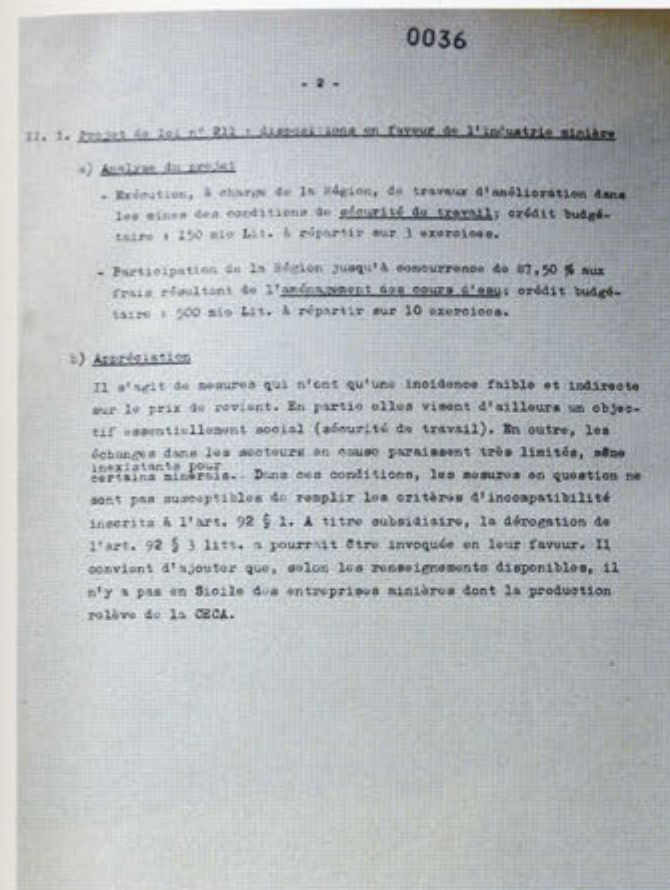 0036
- 2 -
II. 1. Projet de loi n° 211 : dispositions en faveur de l'industrie minière
a) Analyse du projet
- Exécution, à charge de la Région, de travaux d'amélioration dans
les mines des conditions de sécurité du travail; crédit budgé-
taire : 150 mio Lit. à répartir sur 3 exercices.
- Participation de la Région jusqu'à concurrence de 87,50 % aux
frais résultant de l'aménagement des cours d'eau; crédit budgé-
taire : 500 mio Lit. à répartir sur 10 exercices.
b) Appréciation
Il s'agit de mesures qui n'ont qu'une incidence faible et indirecte
sur le prix de revient. En partie elles visent d'ailleurs un objec-
tif essentiellement social (sécurité de travail). En outre, les
échanges dans les secteurs en cause paraissent très limités, même
inexistants pour
certains minérais.. Dans ces conditions, les mesures en question ne
sont pas susceptibles de remplir les critères d'incompatibilité
inscrits à l'art. 92 § 1. A titre subsidiaire, la dérogation de
l'art. 92 § 3 litt. a pourrait être invoquée en leur faveur. Il
convient d'ajouter que, selon les renseignements disponibles, il
n'y a pas en Sicile des entreprises minières dont la production
relève de la CECA.